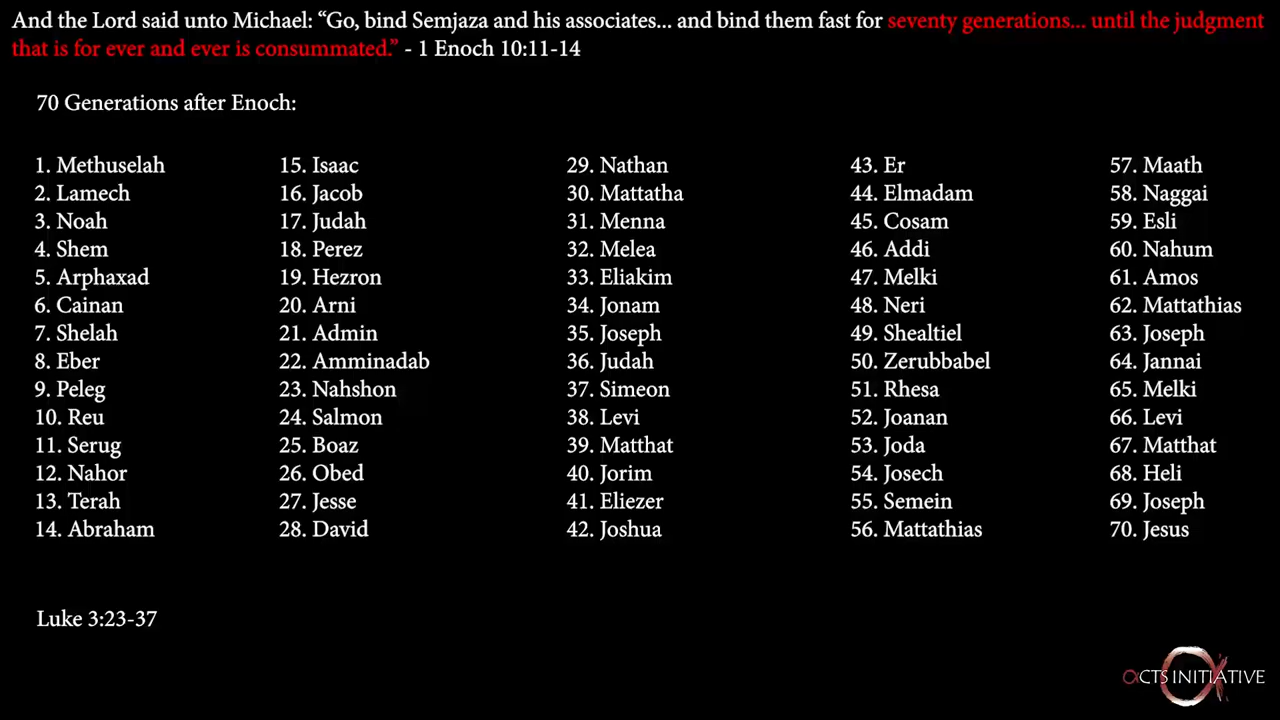 And the Lord said unto Michael: “Go, bind Semjaza and his associates... and bind them fast for seventy generations... until the judgment
that is for ever and ever is consummated.” - 1 Enoch 10:11-14
70 Generations after Enoch:
1. Methuselah
2. Lamech
3. Noah
4. Shem
5. Arphaxad
6. Cainan
7. Shelah
8. Eber
9. Peleg
10. Reu
11. Serug
12. Nahor
13. Terah
14. Abraham
15. Isaac
16. Jacob
17. Judah
18. Perez
19. Hezron
20. Arni
21. Admin
22. Amminadab
23. Nahshon
24. Salmon
25. Boaz
26. Obed
27. Jesse
28. David
29. Nathan
30. Mattatha
31. Menna
32. Melea
33. Eliakim
34. Jonam
35. Joseph
36. Judah
37. Simeon
38. Levi
39. Matthat
40. Jorim
41. Eliezer
42. Joshua
43. Er
44. Elmadam
45. Cosam
46. Addi
47. Melki
48. Neri
49. Shealtiel
50. Zerubbabel
51. Rhesa
52. Joanan
53. Joda
54. Josech
55. Semein
56. Mattathias
57. Maath
58. Naggai
59. Esli
60. Nahum
61. Amos
62. Mattathias
63. Joseph
64. Jannai
65. Melki
66. Levi
67. Matthat
68. Heli
69. Joseph
70. Jesus
Luke 3:23-37
αCTS INITIATIVE